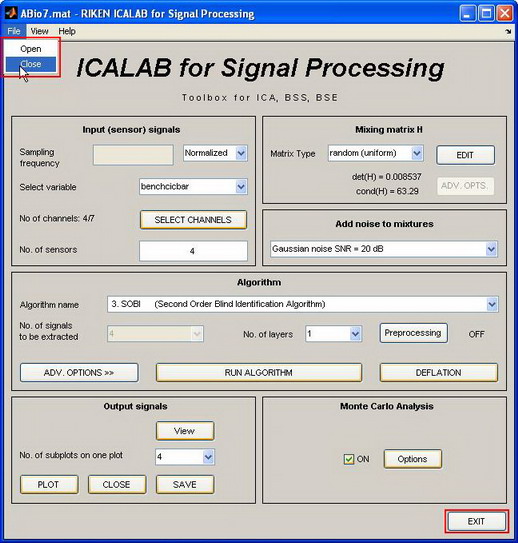 ABio7.mat - RIKEN ICALAB for Signal Processing
File View Help
Open
Close
ICALAB for Signal Processing
Toolbox for ICA, BSS, BSE
Input (sensor) signals
Sampling
frequency
Normalized
Select variable
benchcicbar
No of channels: 4/7
SELECT CHANNELS
No. of sensors
4
Mixing matrix H
Matrix Type
random (uniform)
EDIT
det(H) = 0.008537
cond(H) = 63.29
ADV. OPTS.
Add noise to mixtures
Gaussian noise SNR = 20 dB
Algorithm
Algorithm name
3. SOBI (Second Order Blind Identification Algorithm)
No. of signals
to be extracted
4
No. of layers
1
Preprocessing
OFF
ADV. OPTIONS >>
RUN ALGORITHM
DEFLATION
Output signals
View
No. of subplots on one plot
4
PLOT
CLOSE
SAVE
Monte Carlo Analysis
ON
Options
EXIT